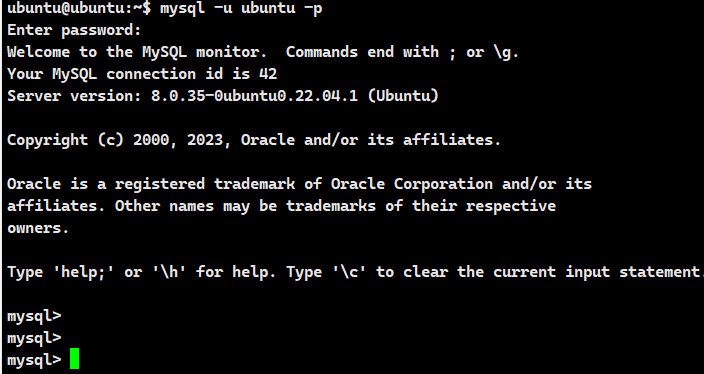 ubuntu@ubuntu:~$ mysql -u ubuntu -p
Enter password:
Welcome to the MySQL monitor.  Commands end with ; or \g.
Your MySQL connection id is 42
Server version: 8.0.35-0ubuntu0.22.04.1 (Ubuntu)
Copyright (c) 2000, 2023, Oracle and/or its affiliates.
Oracle is a registered trademark of Oracle Corporation and/or its
affiliates. Other names may be trademarks of their respective
owners.
Type 'help;' or '\h' for help. Type '\c' to clear the current input statement.
mysql>
mysql>
mysql>